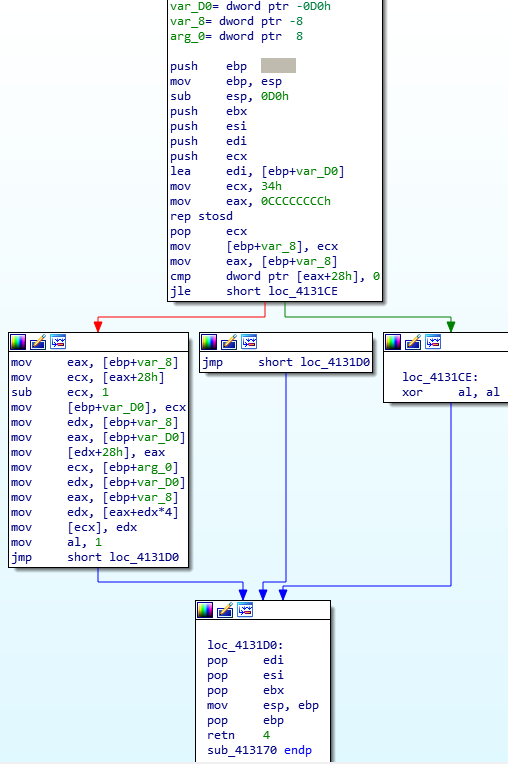 var_D0= dword ptr -0D0h
var_8= dword ptr -8
arg_0= dword ptr  8
push    ebp
mov     ebp, esp
sub     esp, 0D0h
push    ebx
push    esi
push    edi
push    ecx
lea     edi, [ebp+var_D0]
mov     ecx, 34h
mov     eax, 0CCCCCCCCh
rep stosd
pop     ecx
mov     [ebp+var_8], ecx
mov     eax, [ebp+var_8]
cmp     dword ptr [eax+28h], 0
jle     short loc_4131CE
mov     eax, [ebp+var_8]
mov     ecx, [eax+28h]
sub     ecx, 1
mov     [ebp+var_D0], ecx
mov     edx, [ebp+var_8]
mov     eax, [ebp+var_D0]
mov     [edx+28h], eax
mov     ecx, [ebp+arg_0]
mov     edx, [ebp+var_D0]
mov     eax, [ebp+var_8]
mov     edx, [eax+edx*4]
mov     [ecx], edx
mov     al, 1
jmp     short loc_4131D0
jmp     short loc_4131D0
loc_4131CE:
xor     al, al
loc_4131D0:
pop     edi
pop     esi
pop     ebx
mov     esp, ebp
pop     ebp
retn    4
sub_413170 endp